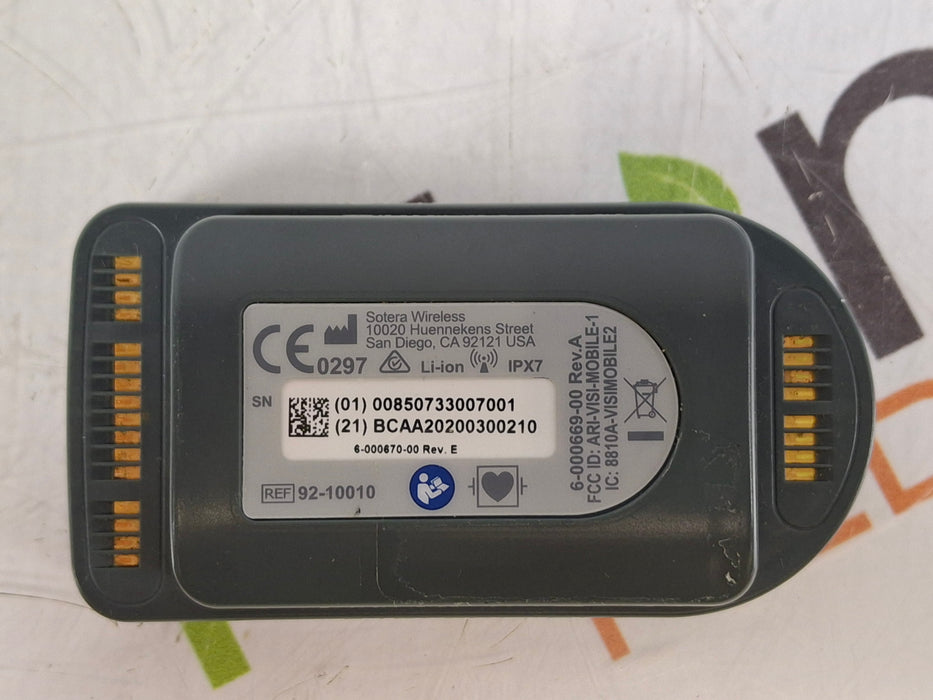 Sotera Wireless
10020 Huennekens Street
San Diego, CA 92121 USA
CE 0297 Li-ion IPX7
SN
(01) 00850733007001
(21) BCAA20200300210
6-000670-00 Rev. E
REF 92-10010
6-000669-00 Rev.A
FCC ID: ARI-VISI-MOBILE-1
IC: 8810A-VISIMOBILE2